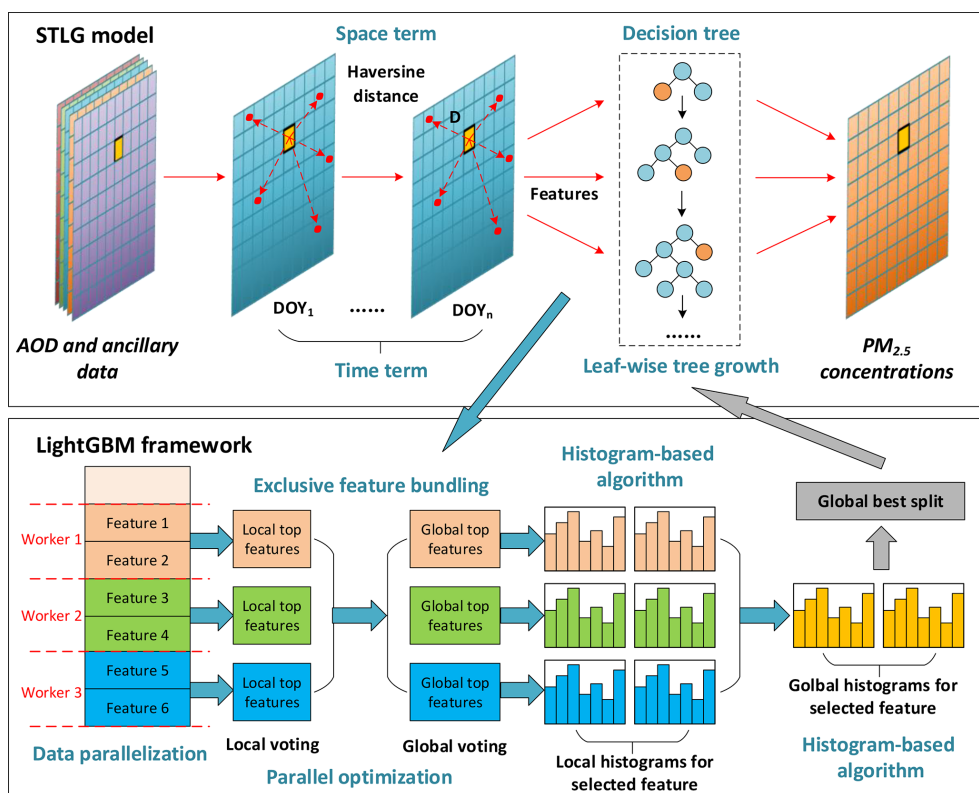 STLG model
Space term
Decision tree
Haversine
distance
D
Features
DOY1
......
DOYn
......
AOD and ancillary
data
Time term
Leaf-wise tree growth
PM2.5
concentrations
LightGBM framework
Exclusive feature bundling
Histogram-based
algorithm
Global best split
Worker 1
Feature 1
Feature 2
Local top
features
Global top
features
Worker 2
Feature 3
Feature 4
Local top
features
Global top
features
Worker 3
Feature 5
Feature 6
Local top
features
Global top
features
Golbal histograms for
selected feature
Data parallelization
Local voting
Global voting
Local histograms for
selected feature
Parallel optimization
Histogram-based
algorithm